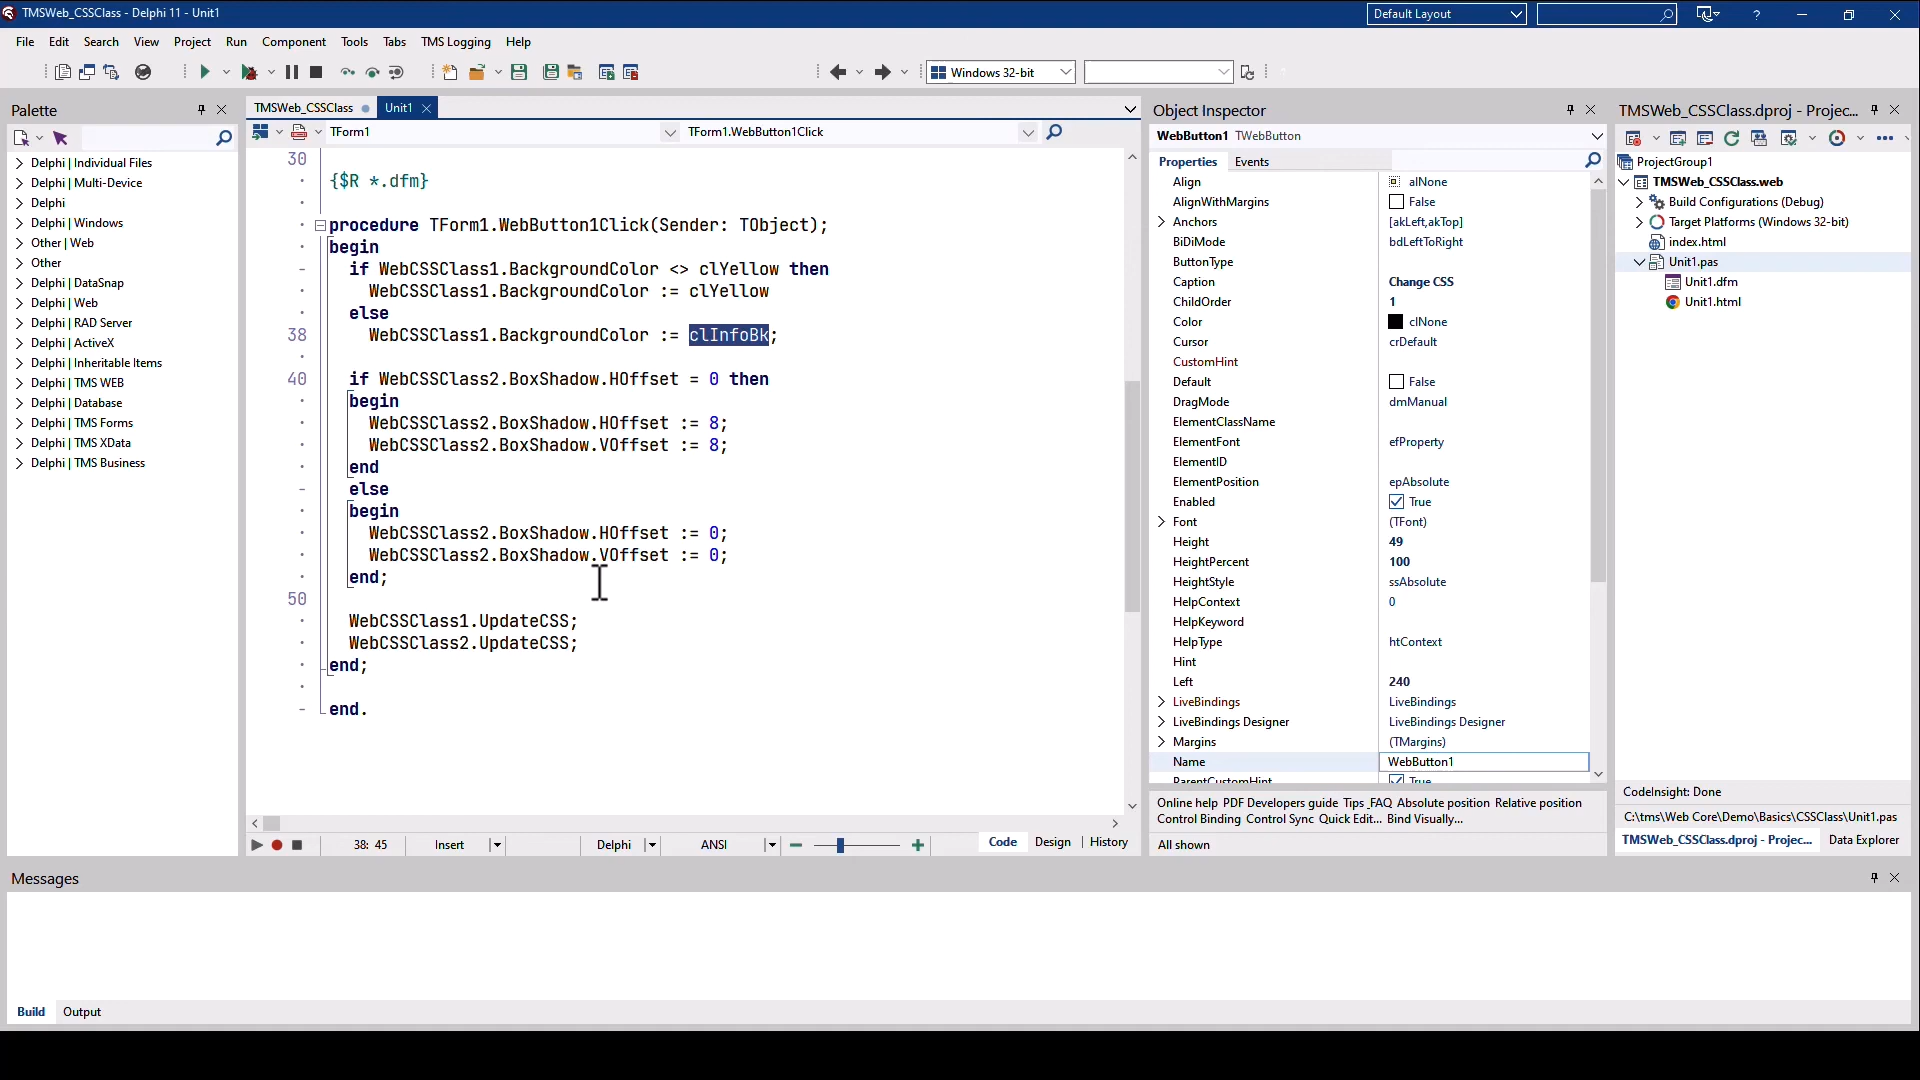 TMSWeb_CSSClass - Delphi 11 - Unit1
Default Layout
File Edit Search View Project Run Component Tools Tabs TMS Logging Help
Windows 32-bit
Palette
Delphi | Individual Files
Delphi | Multi-Device
Delphi
Delphi | Windows
Other | Web
Other
Delphi | DataSnap
Delphi | Web
Delphi | RAD Server
Delphi | ActiveX
Delphi | Inheritable Items
Delphi | TMS WEB
Delphi | Database
Delphi | TMS Forms
Delphi | TMS XData
Delphi | TMS Business
TMSWeb_CSSClass Unit1
TForm1 TForm1.WebButton1Click
30
{$R *.dfm}
procedure TForm1.WebButton1Click(Sender: TObject);
begin
if WebCSSClass1.BackgroundColor <> clYellow then
WebCSSClass1.BackgroundColor := clYellow
else
38 WebCSSClass1.BackgroundColor := clInfoBk;
40 if WebCSSClass2.BoxShadow.HOffset = 0 then
begin
WebCSSClass2.BoxShadow.HOffset := 8;
WebCSSClass2.BoxShadow.VOffset := 8;
end
else
begin
WebCSSClass2.BoxShadow.HOffset := 0;
WebCSSClass2.BoxShadow.VOffset := 0;
end;
50
WebCSSClass1.UpdateCSS;
WebCSSClass2.UpdateCSS;
end;
end.
38: 45 Insert Delphi ANSI Code Design History
Object Inspector
WebButton1 TWebButton
Properties Events
Align alNone
AlignWithMargins False
Anchors [akLeft,akTop]
BiDiMode bdLeftToRight
ButtonType
Caption Change CSS
ChildOrder 1
Color clNone
Cursor crDefault
CustomHint
Default False
DragMode dmManual
ElementClassName
ElementFont efProperty
ElementID
ElementPosition epAbsolute
Enabled True
Font (TFont)
Height 49
HeightPercent 100
HeightStyle ssAbsolute
HelpContext 0
HelpKeyword
HelpType htContext
Hint
Left 240
LiveBindings LiveBindings
LiveBindings Designer LiveBindings Designer
Margins (TMargins)
Name WebButton1
ParentCustomHint True
Online help PDF Developers guide Tips_FAQ Absolute position Relative position
Control Binding Control Sync Quick Edit... Bind Visually...
All shown
TMSWeb_CSSClass.dproj - Projec...
ProjectGroup1
TMSWeb_CSSClass.web
Build Configurations (Debug)
Target Platforms (Windows 32-bit)
index.html
Unit1.pas
Unit1.dfm
Unit1.html
CodeInsight: Done
C:\tms\Web Core\Demo\Basics\CSSClass\Unit1.pas
TMSWeb_CSSClass.dproj - Projec... Data Explorer
Messages
Build Output